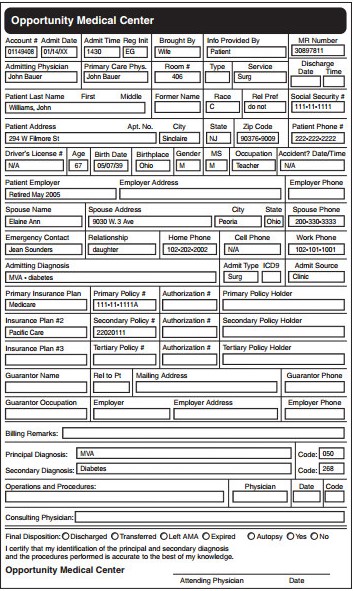 Opportunity Medical Center
Account # Admit Date Admit Time Reg Init Brought By Info Provided By MR Number
01149408 01/14/XX 1430 EG Wife Patient 30897811
Admitting Physician Primary Care Phys. Room # Type Service Discharge
Date Time
John Bauer John Bauer 406 Surg
Patient Last Name First Middle Former Name Race Rel Pref Social Security #
Williams, John C do not 111-11-1111
Patient Address Apt. No. City State Zip Code Patient Phone #
294 W Filmore St Sinclaire NJ 90376-9009 222-222-2222
Driver's License # Age Birth Date Birthplace Gender MS Occupation Accident? Date/Time
N/A 67 05/07/39 Ohio M M Teacher N/A
Patient Employer Employer Address Employer Phone
Retired May 2005
Spouse Name Spouse Address City State Spouse Phone
Elaine Ann 9030 W. 3 Ave Peoria Ohio 200-330-3333
Emergency Contact Relationship Home Phone Cell Phone Work Phone
Jean Sounders daughter 102-202-2002 N/A 102-101-1001
Admitting Diagnosis Admit Type ICD9 Admit Source
MVA - diabetes Surg Clinic
Primary Insurance Plan Primary Policy # Authorization # Primary Policy Holder
Medicare 111-11-1111A
Insurance Plan #2 Secondary Policy # Authorization # Secondary Policy Holder
Pacific Care 22020111
Insurance Plan #3 Tertiary Policy # Authorization # Tertiary Policy Holder
Guarantor Name Rel to Pt Mailing Address Guarantor Phone
Guarantor Occupation Employer Employer Address Employer Phone
Billing Remarks:
Principal Diagnosis: MVA Code: 050
Secondary Diagnosis: Diabetes Code: 268
Operations and Procedures: Physician Date Code
Consulting Physician:
Final Disposition: Discharged Transferred Left AMA Expired Autopsy Yes No
I certify that my identification of the principal and secondary diagnosis
and the procedures performed is accurate to the best of my knowledge.
Opportunity Medical Center
Attending Physician Date